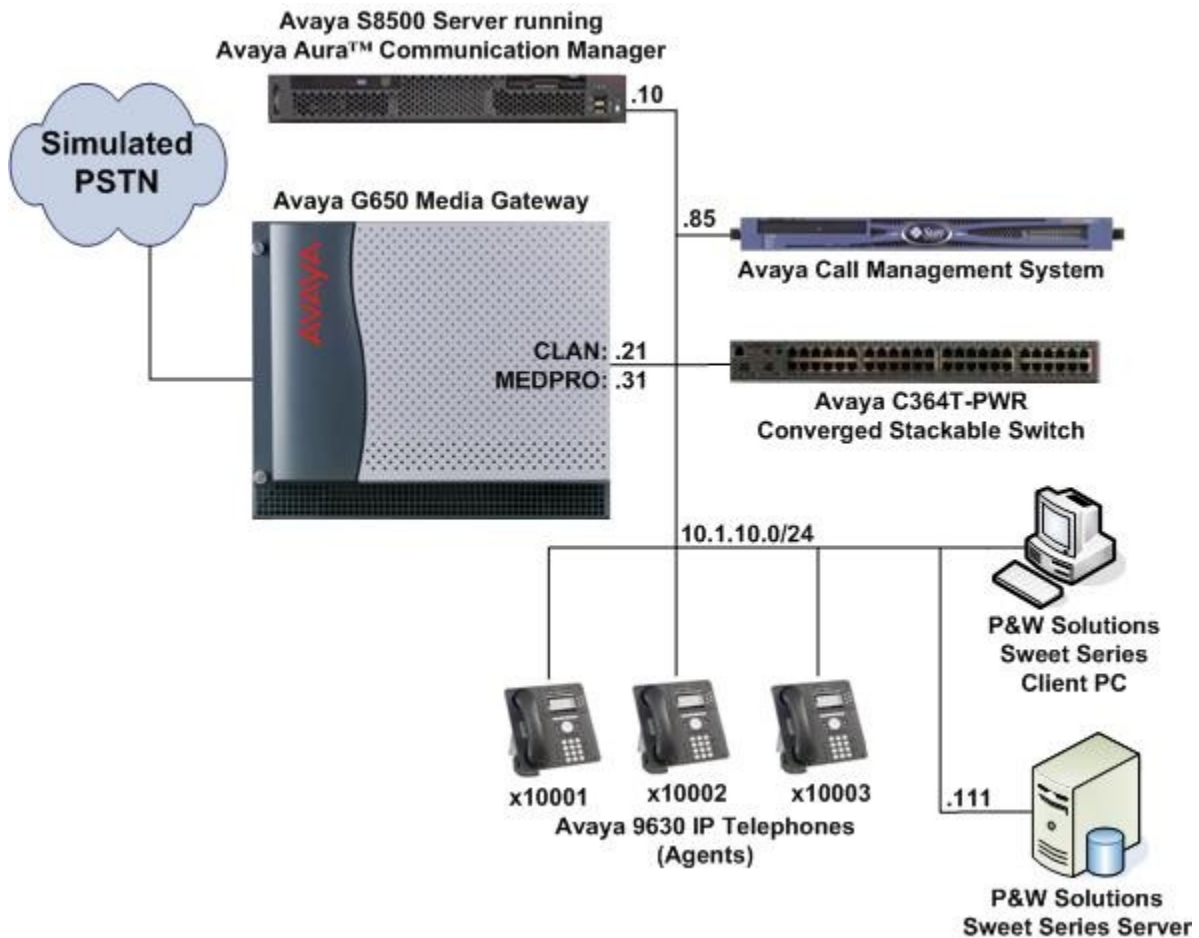 Avaya S8500 Server running
Avaya Aura™ Communication Manager
.10
Simulated
PSTN
Avaya G650 Media Gateway
AVAYA
.85
Sun
Avaya Call Management System
CLAN: .21
MEDPRO: .31
Avaya C364T-PWR
Converged Stackable Switch
10.1.10.0/24
P&W Solutions
Sweet Series
Client PC
x10001
x10002
x10003
Avaya 9630 IP Telephones
(Agents)
.111
P&W Solutions
Sweet Series Server